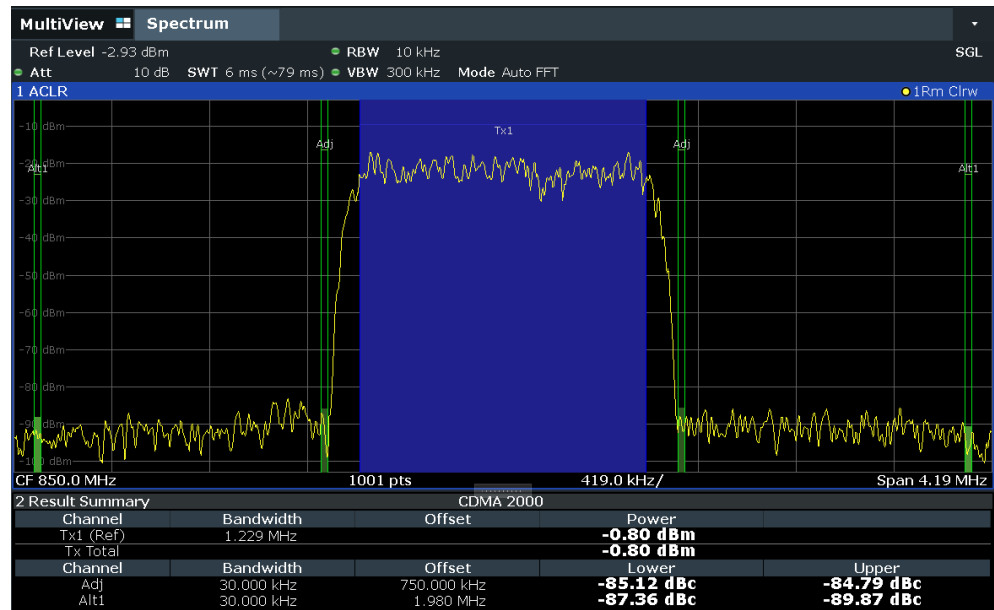 MultiView Spectrum
Ref Level -2.93 dBm RBW 10 kHz SGL
Att 10 dB SWT 6 ms (~79 ms) VBW 300 kHz Mode Auto FFT
1 ACLR 1Rm Clrw
-10 dBm
Tx1
Adj Adj
-20 dBm
Alt1 Alt1
-30 dBm
-40 dBm
-50 dBm
-60 dBm
-70 dBm
-80 dBm
-90 dBm
-100 dBm
CF 850.0 MHz 1001 pts 419.0 kHz/ Span 4.19 MHz
2 Result Summary CDMA 2000
Channel Bandwidth Offset Power
Tx1 (Ref) 1.229 MHz -0.80 dBm
Tx Total -0.80 dBm
Channel Bandwidth Offset Lower Upper
Adj 30.000 kHz 750.000 kHz -85.12 dBc -84.79 dBc
Alt1 30.000 kHz 1.980 MHz -87.36 dBc -89.87 dBc